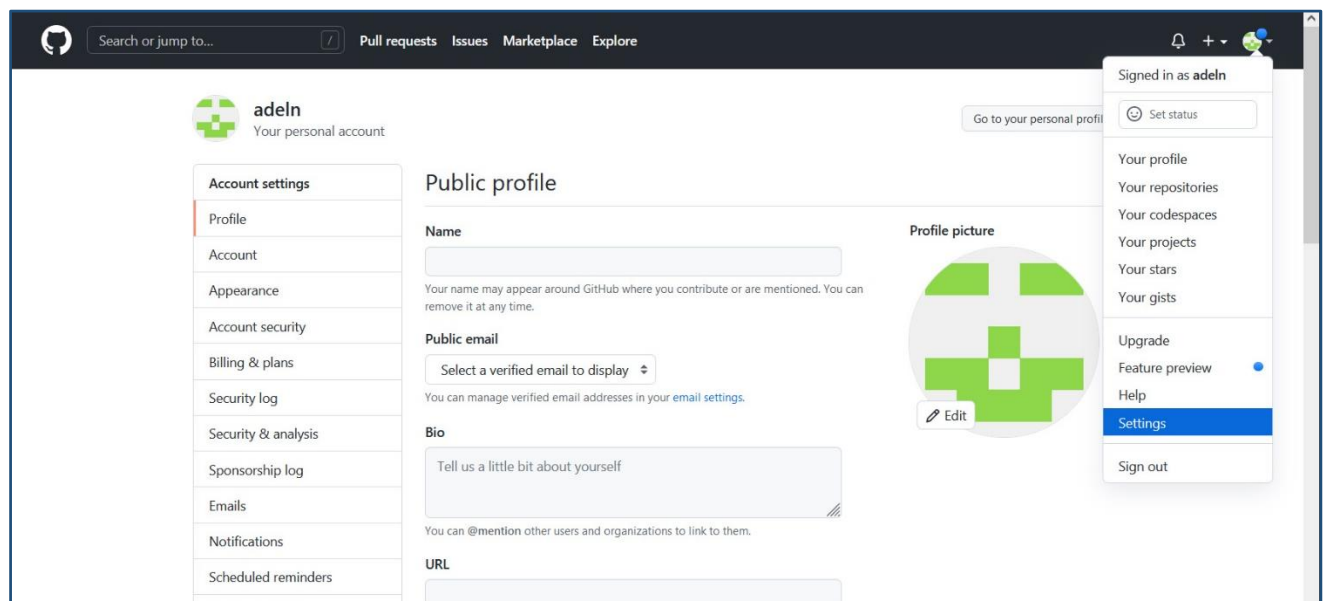 Search or jump to...
/
Pull requests Issues Marketplace Explore
adeln
Your personal account
Go to your personal profil
Account settings
Profile
Account
Appearance
Account security
Billing & plans
Security log
Security & analysis
Sponsorship log
Emails
Notifications
Scheduled reminders
Public profile
Name
Your name may appear around GitHub where you contribute or are mentioned. You can
remove it at any time.
Public email
Select a verified email to display
You can manage verified email addresses in your email settings.
Bio
Tell us a little bit about yourself
You can @mention other users and organizations to link to them.
URL
Profile picture
Edit
Signed in as adeln
Set status
Your profile
Your repositories
Your codespaces
Your projects
Your stars
Your gists
Upgrade
Feature preview
Help
Settings
Sign out